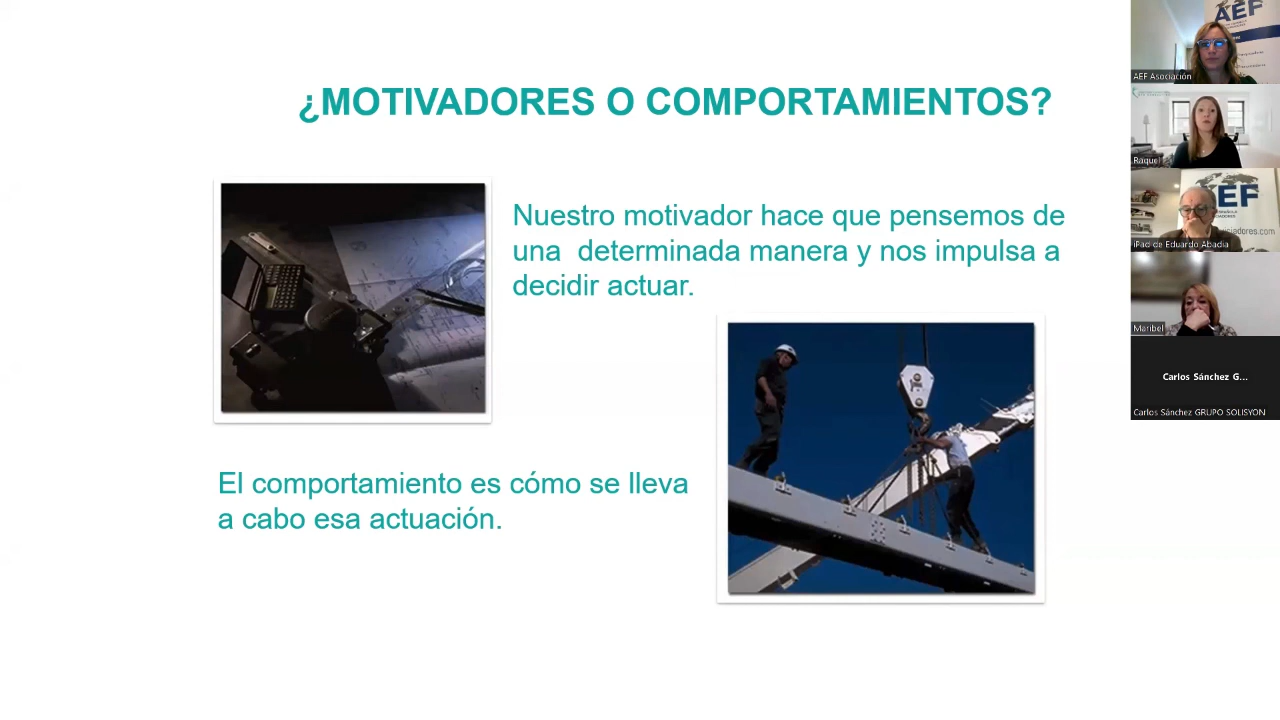 ¿MOTIVADORES O COMPORTAMIENTOS?
Nuestro motivador hace que pensemos de
una  determinada manera y nos impulsa a
decidir actuar.
El comportamiento es cómo se lleva
a cabo esa actuación.
AEF
AEF Asociación
Raquel
EF
iPad de Eduardo Abadia
Maribel
Carlos Sánchez G...
Carlos Sánchez GRUPO SOLISYON